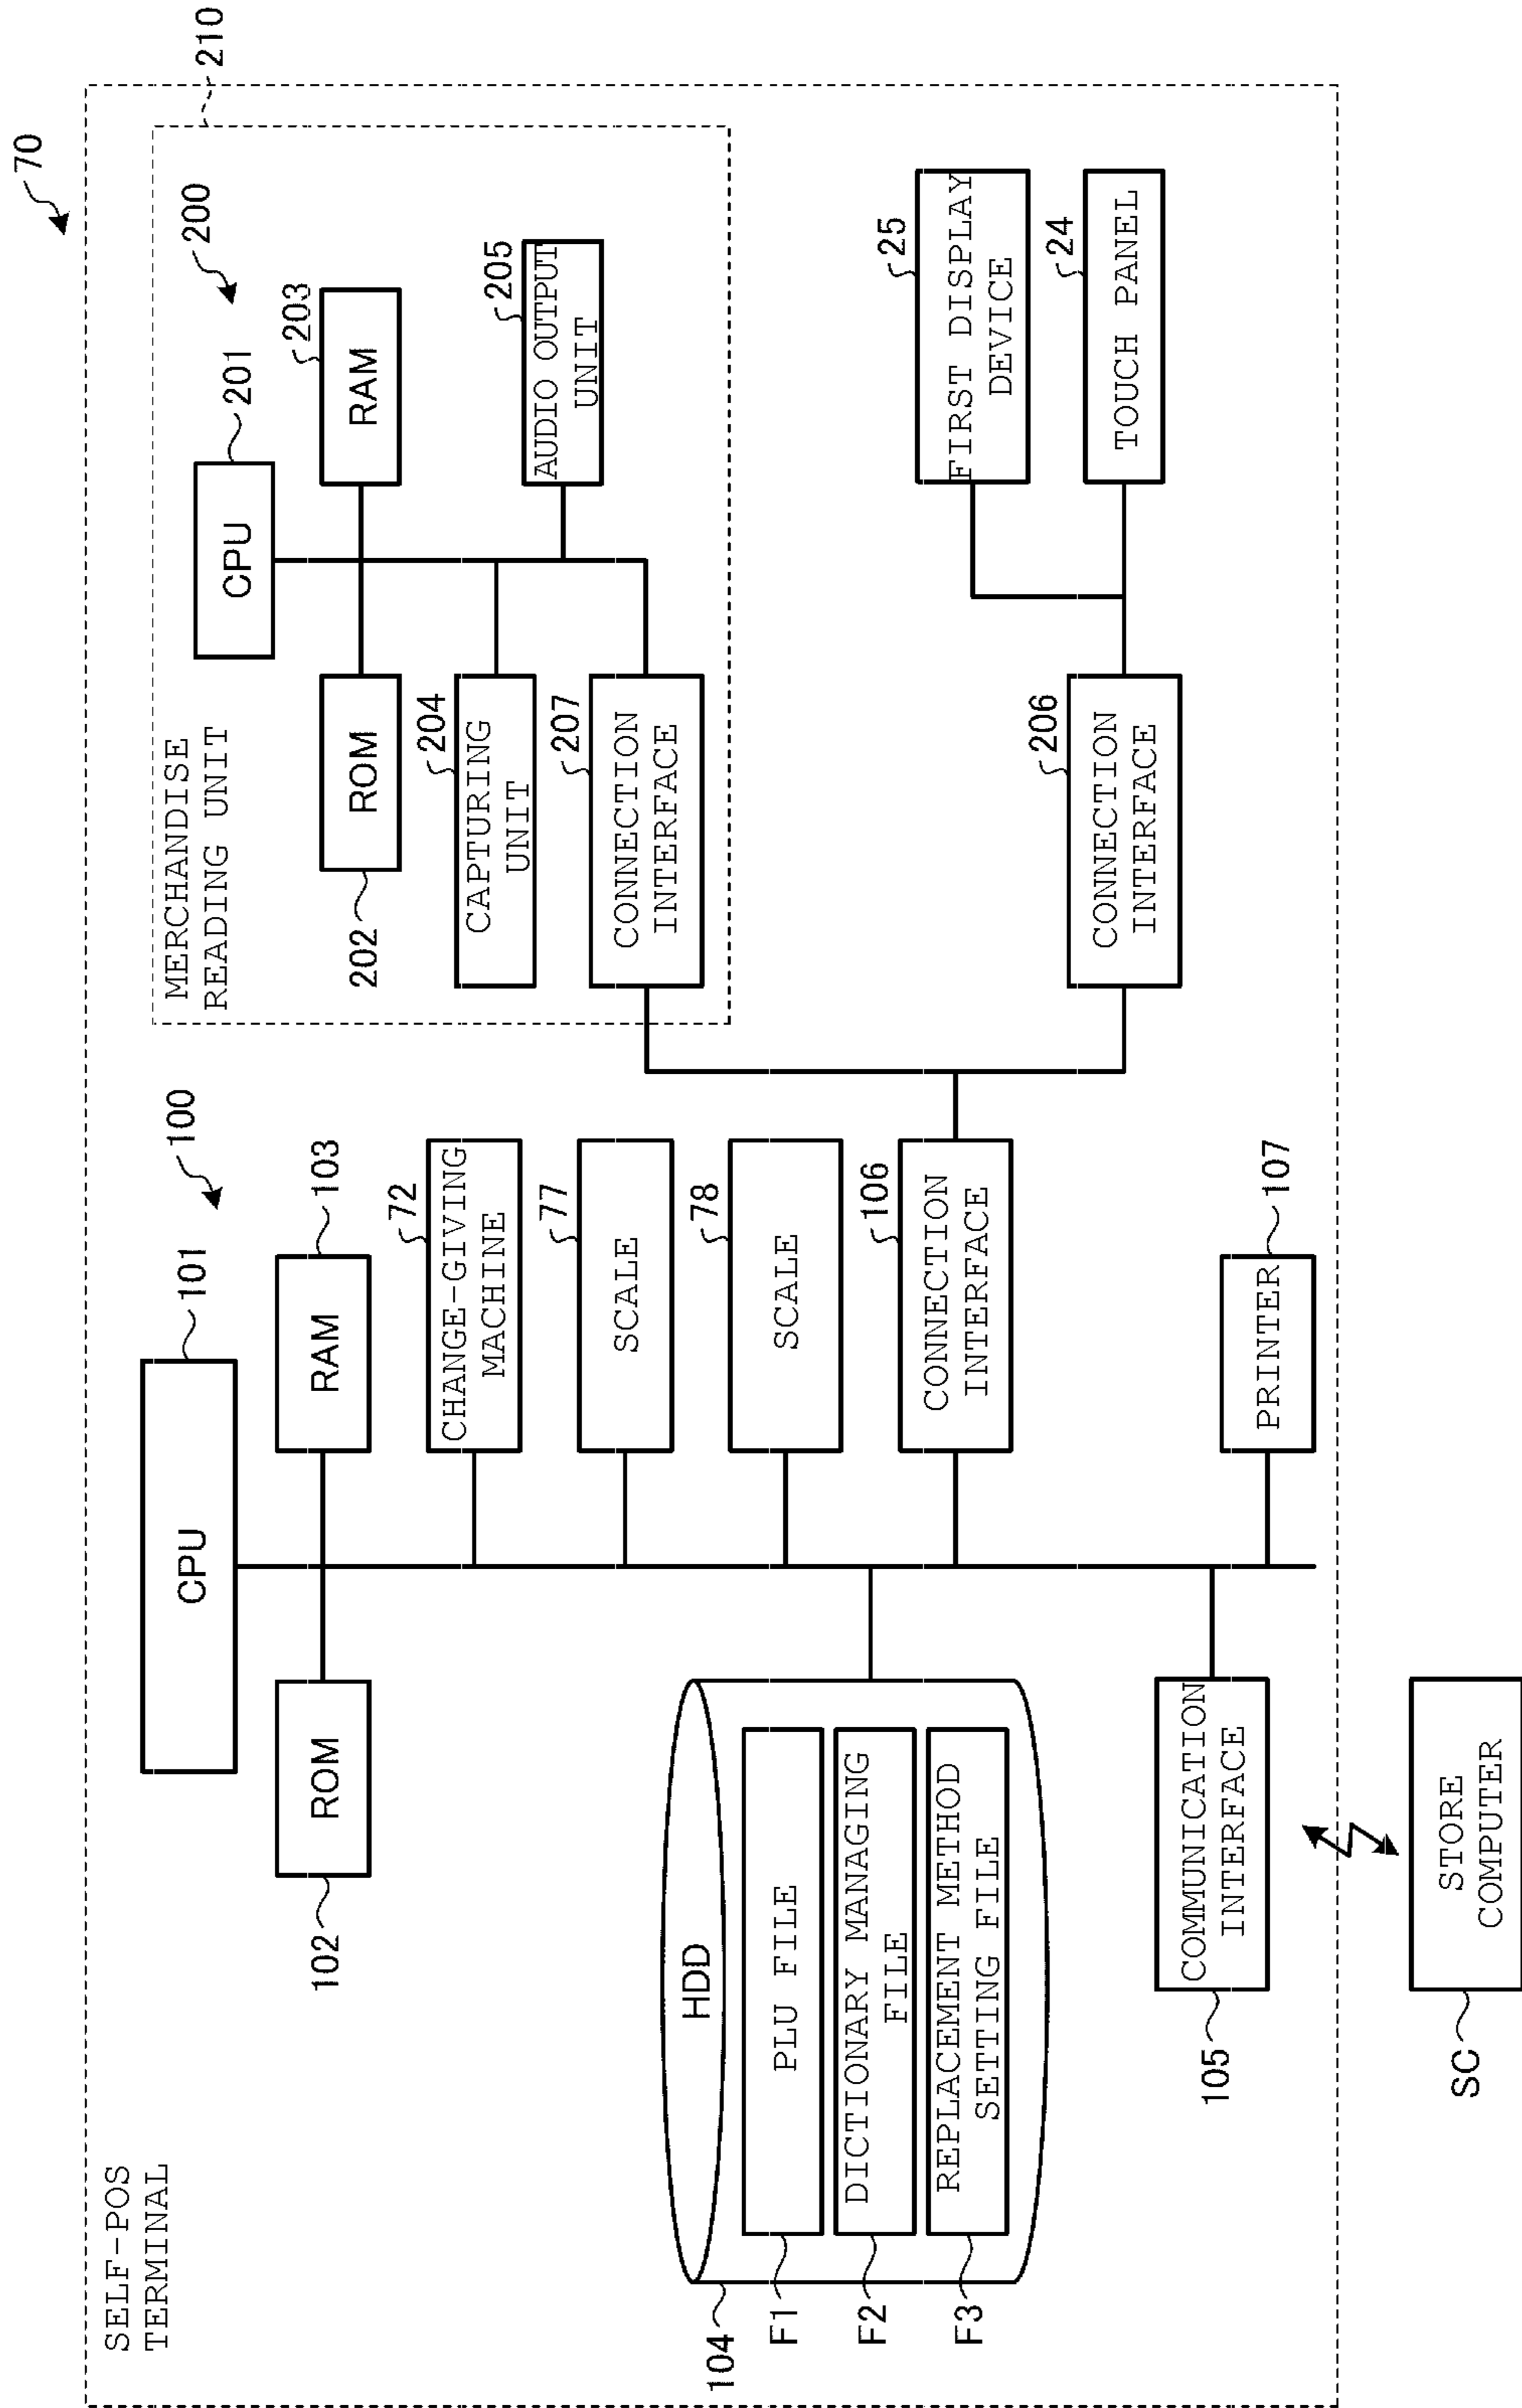 70
SELF-POS
TERMINAL
100
CPU
101
ROM
102
RAM
103
CHANGE-GIVING
MACHINE
72
SCALE
77
SCALE
78
CONNECTION
INTERFACE
106
PRINTER
107
HDD
104
PLU FILE
F1
DICTIONARY MANAGING
FILE
F2
REPLACEMENT METHOD
SETTING FILE
F3
COMMUNICATION
INTERFACE
105
STORE
COMPUTER
SC
MERCHANDISE
READING UNIT
210
200
CPU
201
ROM
202
RAM
203
CAPTURING
UNIT
204
AUDIO OUTPUT
UNIT
205
CONNECTION
INTERFACE
207
CONNECTION
INTERFACE
206
FIRST DISPLAY
DEVICE
25
TOUCH PANEL
24